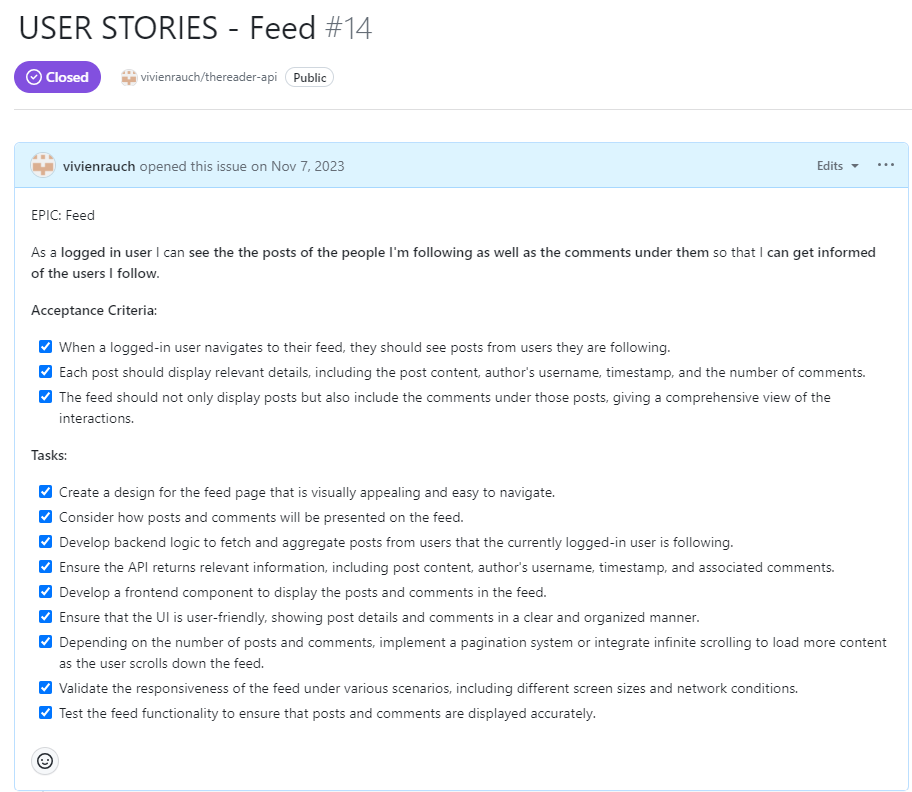 USER STORIES - Feed #14
Closed vivienrauch/thereader-api Public
vivienrauch opened this issue on Nov 7, 2023 Edits
EPIC: Feed
As a logged in user I can see the the posts of the people I'm following as well as the comments under them so that I can get informed
of the users I follow.
Acceptance Criteria:
When a logged-in user navigates to their feed, they should see posts from users they are following.
Each post should display relevant details, including the post content, author's username, timestamp, and the number of comments.
The feed should not only display posts but also include the comments under those posts, giving a comprehensive view of the
interactions.
Tasks:
Create a design for the feed page that is visually appealing and easy to navigate.
Consider how posts and comments will be presented on the feed.
Develop backend logic to fetch and aggregate posts from users that the currently logged-in user is following.
Ensure the API returns relevant information, including post content, author's username, timestamp, and associated comments.
Develop a frontend component to display the posts and comments in the feed.
Ensure that the UI is user-friendly, showing post details and comments in a clear and organized manner.
Depending on the number of posts and comments, implement a pagination system or integrate infinite scrolling to load more content
as the user scrolls down the feed.
Validate the responsiveness of the feed under various scenarios, including different screen sizes and network conditions.
Test the feed functionality to ensure that posts and comments are displayed accurately.